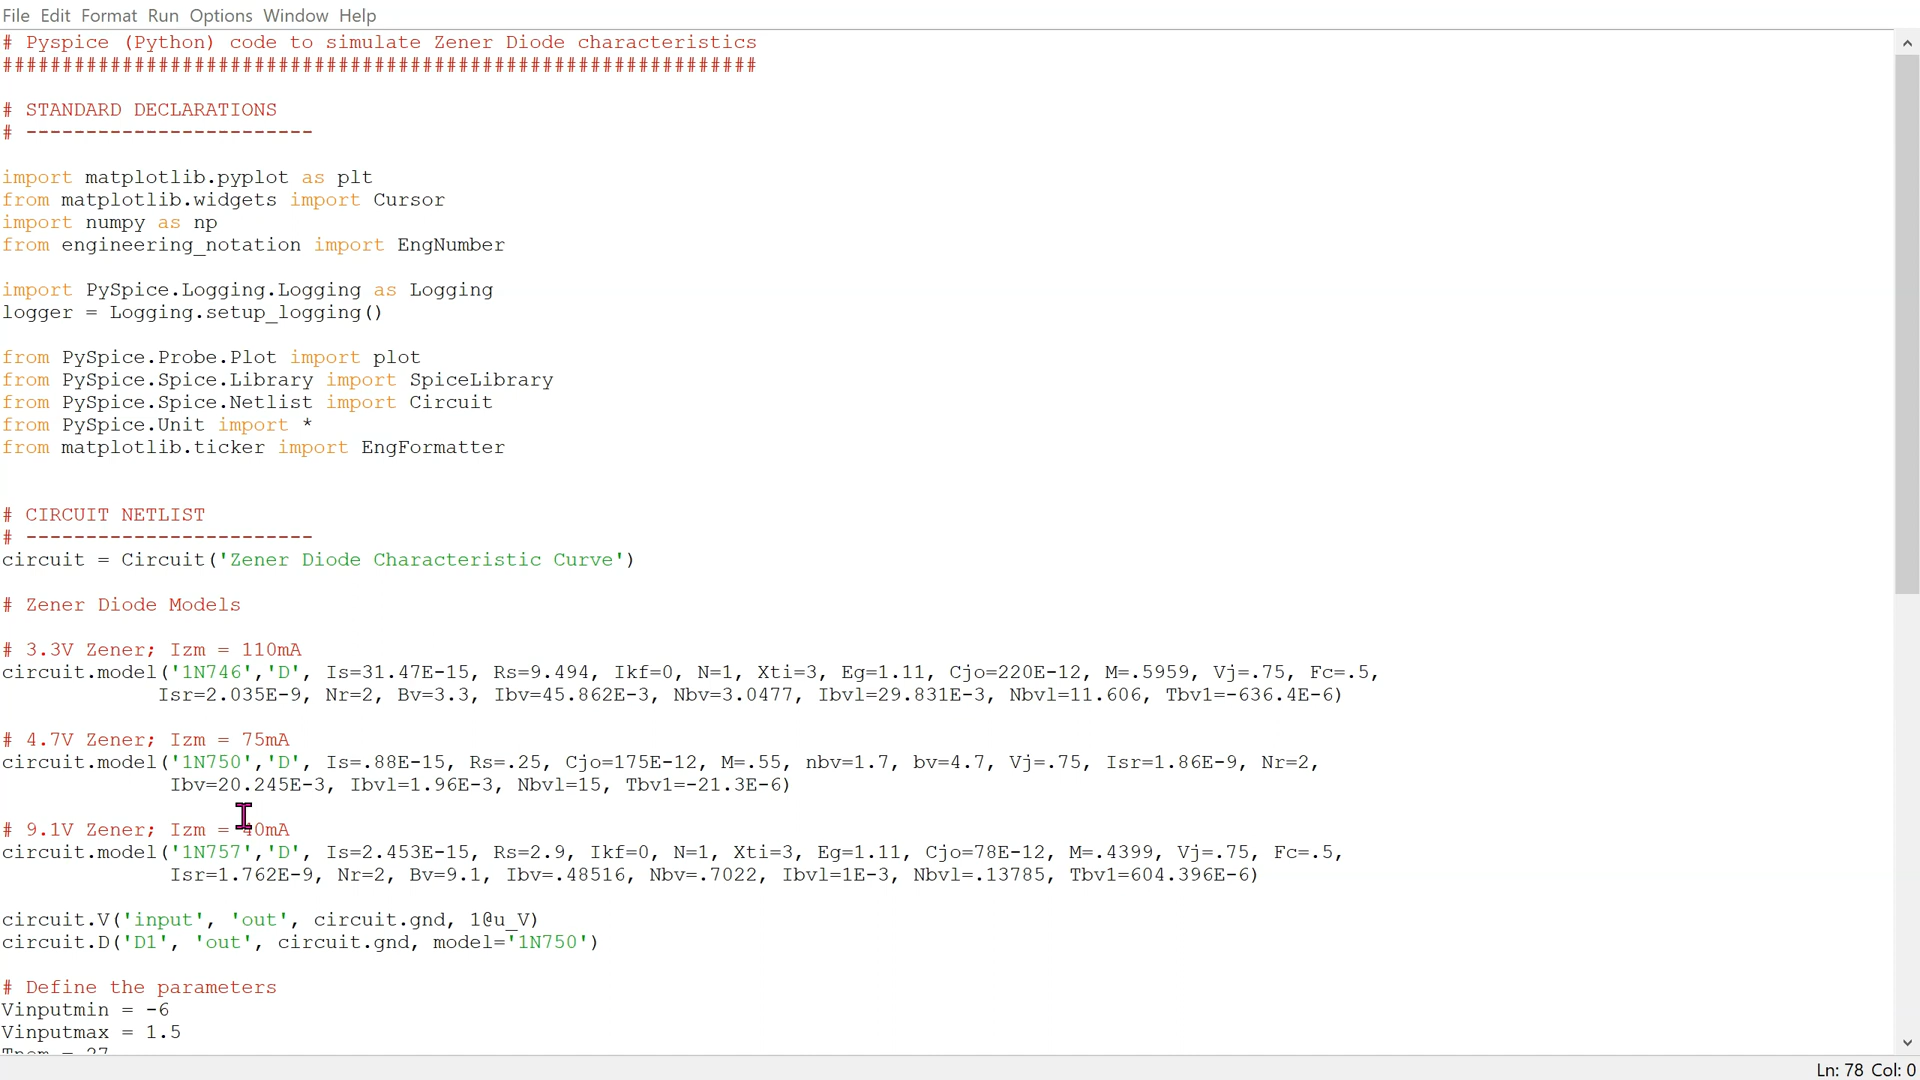 File Edit Format Run Options Window Help
# Pyspice (Python) code to simulate Zener Diode characteristics
###############################################################
# STANDARD DECLARATIONS
# ------------------------
import matplotlib.pyplot as plt
from matplotlib.widgets import Cursor
import numpy as np
from engineering_notation import EngNumber
import PySpice.Logging.Logging as Logging
logger = Logging.setup_logging()
from PySpice.Probe.Plot import plot
from PySpice.Spice.Library import SpiceLibrary
from PySpice.Spice.Netlist import Circuit
from PySpice.Unit import *
from matplotlib.ticker import EngFormatter
# CIRCUIT NETLIST
# ------------------------
circuit = Circuit('Zener Diode Characteristic Curve')
# Zener Diode Models
# 3.3V Zener; Izm = 110mA
circuit.model('1N746','D', Is=31.47E-15, Rs=9.494, Ikf=0, N=1, Xti=3, Eg=1.11, Cjo=220E-12, M=.5959, Vj=.75, Fc=.5,
Isr=2.035E-9, Nr=2, Bv=3.3, Ibv=45.862E-3, Nbv=3.0477, Ibvl=29.831E-3, Nbvl=11.606, Tbv1=-636.4E-6)
# 4.7V Zener; Izm = 75mA
circuit.model('1N750','D', Is=.88E-15, Rs=.25, Cjo=175E-12, M=.55, nbv=1.7, bv=4.7, Vj=.75, Isr=1.86E-9, Nr=2,
Ibv=20.245E-3, Ibvl=1.96E-3, Nbvl=15, Tbv1=-21.3E-6)
# 9.1V Zener; Izm = 40mA
circuit.model('1N757','D', Is=2.453E-15, Rs=2.9, Ikf=0, N=1, Xti=3, Eg=1.11, Cjo=78E-12, M=.4399, Vj=.75, Fc=.5,
Isr=1.762E-9, Nr=2, Bv=9.1, Ibv=.48516, Nbv=.7022, Ibvl=1E-3, Nbvl=.13785, Tbv1=604.396E-6)
circuit.V('input', 'out', circuit.gnd, 1@u_V)
circuit.D('D1', 'out', circuit.gnd, model='1N750')
# Define the parameters
Vinputmin = -6
Vinputmax = 1.5
Ln: 78 Col: 0